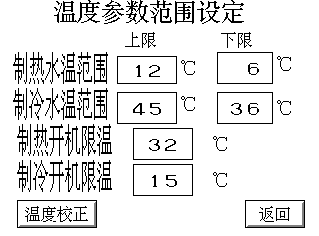 温度参数范围设定
上限 下限
制热水温范围 12 ℃ 6 ℃
制冷水温范围 45 ℃ 36 ℃
制热开机限温 32 ℃
制冷开机限温 15 ℃
温度校正 返回